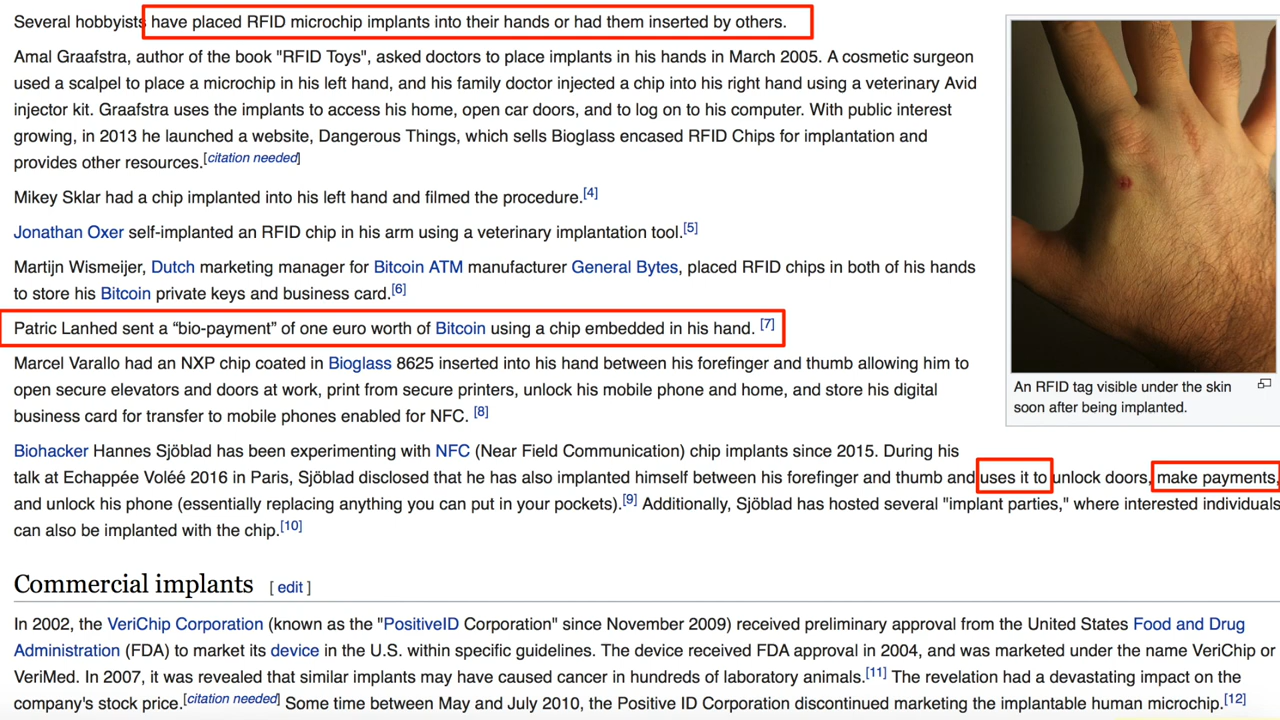 Several hobbyists have placed RFID microchip implants into their hands or had them inserted by others.
Amal Graafstra, author of the book "RFID Toys", asked doctors to place implants in his hands in March 2005. A cosmetic surgeon
used a scalpel to place a microchip in his left hand, and his family doctor injected a chip into his right hand using a veterinary Avid
injector kit. Graafstra uses the implants to access his home, open car doors, and to log on to his computer. With public interest
growing, in 2013 he launched a website, Dangerous Things, which sells Bioglass encased RFID Chips for implantation and
provides other resources.[citation needed]
Mikey Sklar had a chip implanted into his left hand and filmed the procedure.[4]
Jonathan Oxer self-implanted an RFID chip in his arm using a veterinary implantation tool.[5]
Martijn Wismeijer, Dutch marketing manager for Bitcoin ATM manufacturer General Bytes, placed RFID chips in both of his hands
to store his Bitcoin private keys and business card.[6]
Patric Lanhed sent a “bio-payment” of one euro worth of Bitcoin using a chip embedded in his hand. [7]
Marcel Varallo had an NXP chip coated in Bioglass 8625 inserted into his hand between his forefinger and thumb allowing him to
open secure elevators and doors at work, print from secure printers, unlock his mobile phone and home, and store his digital
business card for transfer to mobile phones enabled for NFC. [8]
An RFID tag visible under the skin
soon after being implanted.
Biohacker Hannes Sjöblad has been experimenting with NFC (Near Field Communication) chip implants since 2015. During his
talk at Echappée Voléé 2016 in Paris, Sjöblad disclosed that he has also implanted himself between his forefinger and thumb and uses it to unlock doors, make payments,
and unlock his phone (essentially replacing anything you can put in your pockets).[9] Additionally, Sjöblad has hosted several "implant parties," where interested individuals
can also be implanted with the chip.[10]
Commercial implants [ edit ]
In 2002, the VeriChip Corporation (known as the "PositiveID Corporation" since November 2009) received preliminary approval from the United States Food and Drug
Administration (FDA) to market its device in the U.S. within specific guidelines. The device received FDA approval in 2004, and was marketed under the name VeriChip or
VeriMed. In 2007, it was revealed that similar implants may have caused cancer in hundreds of laboratory animals.[11] The revelation had a devastating impact on the
company's stock price.[citation needed] Some time between May and July 2010, the Positive ID Corporation discontinued marketing the implantable human microchip.[12]